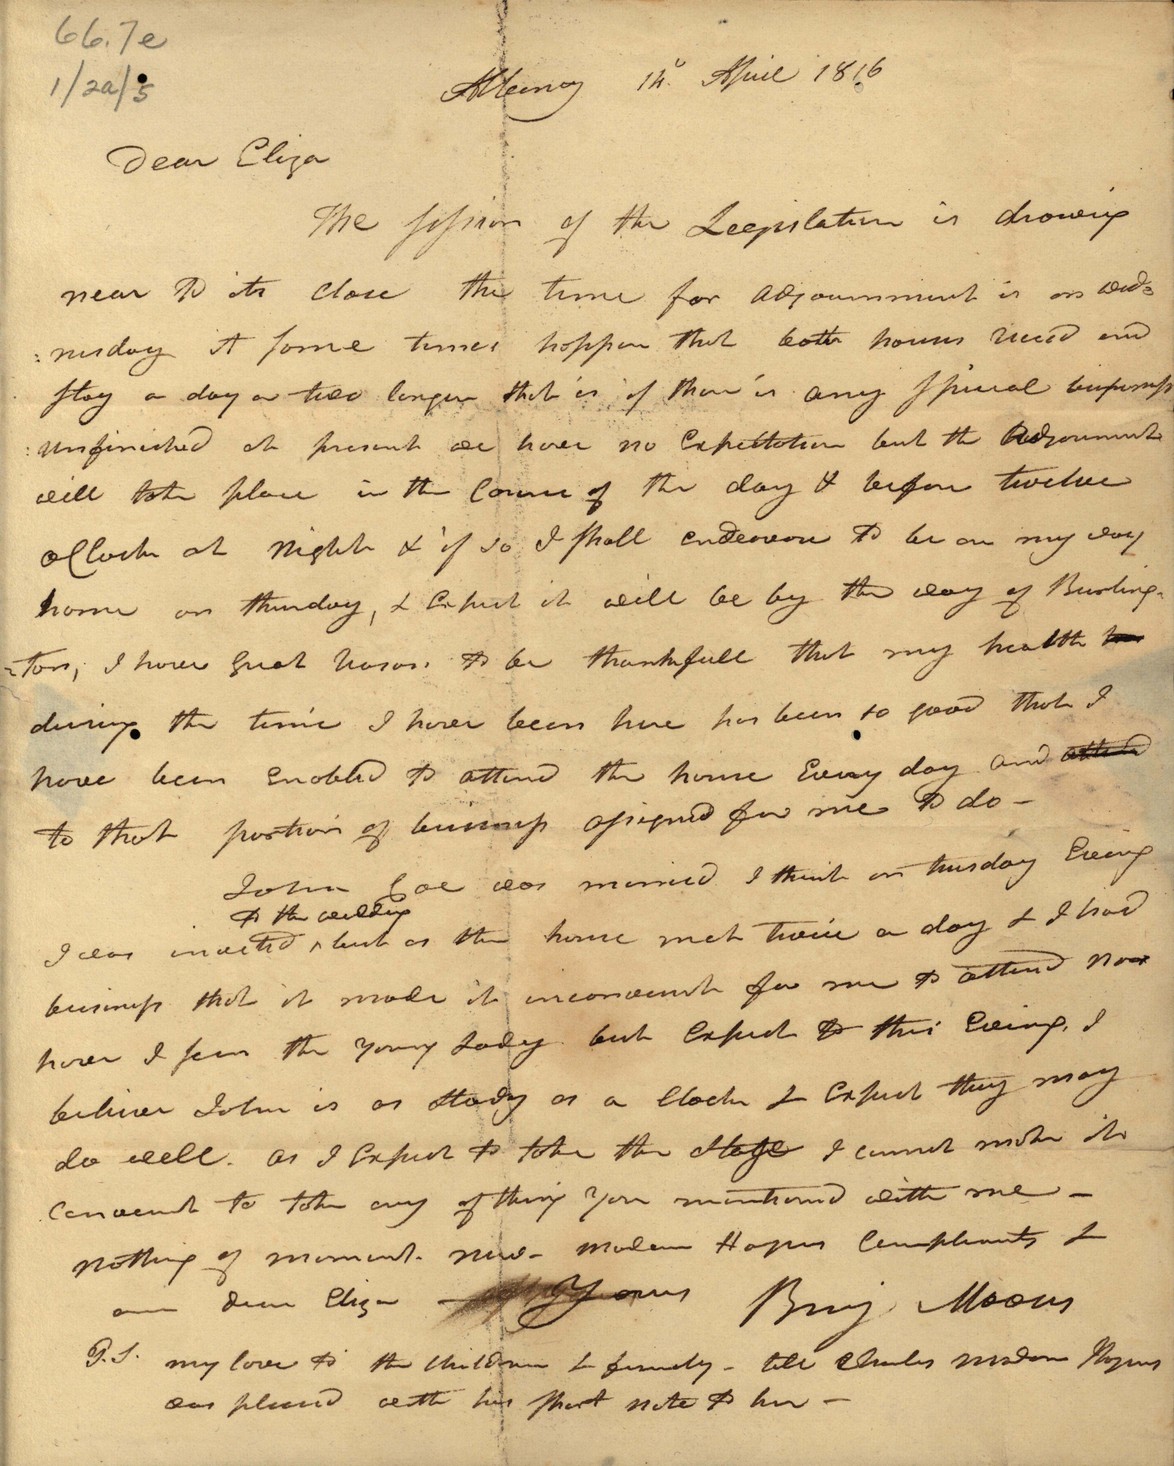 66.7e
1/2a/5
Albany 14th April 1816
Dear Eliza
The session of the Legislature is drawing
near to its close the time for adjournment is on wed=
=nesday it some times happen that both houses and
stay a day or two longer that is if there is any special business
unfinished at present we have no Expectation but the Adjournment
will take place in the Course of the day & before twelve
oClock at Night & if so I shall endeavour to be on my way
home on thursday, & Expect it will be by the way of Burling-
=ton, I have great reason to be thankfull that my health
during the time I have been here has been so good that I
have been enabled to attend the house Every day and
to that portion of business assigned for me to do -
John was married I think on tuesday Evening
to the wedding
I was invited ^ but as the house met twice a day & I had
business that it made it inconvenient for me to attend nor
have I seen the young Lady but Expect to this Evening. I
believe John is as steady as a Clock & Expect they may
do well. as I Expect to take the Stage I cannot make it
Convenient to take any of thing you mentioned with me -
nothing of moment. new - Madam Compliments &
am dear Eliza - Yours Benj Mooers
P.S. my love to the children & family - tell Charles Madam
was pleased with his short note to her -